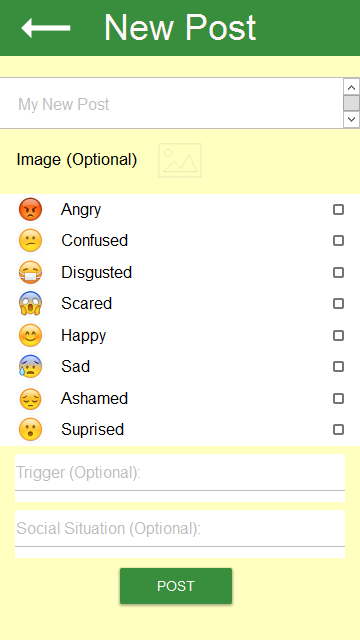 New Post
My New Post
Image (Optional)
Angry
Confused
Disgusted
Scared
Happy
Sad
Ashamed
Suprised
Trigger (Optional):
Social Situation (Optional):
POST